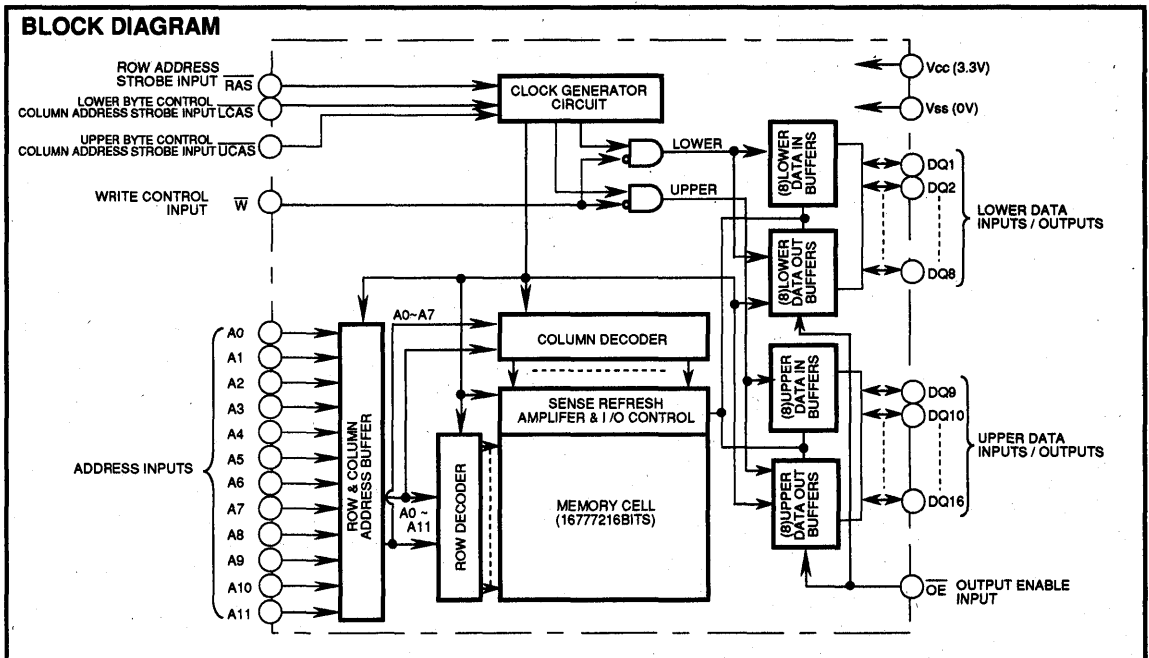 BLOCK DIAGRAM
ROW ADDRESS
STROBE INPUT RAS
LOWER BYTE CONTROL
COLUMN ADDRESS STROBE INPUT LCAS
UPPER BYTE CONTROL
COLUMN ADDRESS STROBE INPUT UCAS
WRITE CONTROL
INPUT W
CLOCK GENERATOR
CIRCUIT
LOWER
UPPER
(8)LOWER
DATA IN
BUFFERS
(8)LOWER
DATA OUT
BUFFERS
(8)UPPER
DATA IN
BUFFERS
(8)UPPER
DATA OUT
BUFFERS
Vcc (3.3V)
Vss (0V)
DQ1
DQ2
DQ8
LOWER DATA
INPUTS / OUTPUTS
DQ9
DQ10
DQ16
UPPER DATA
INPUTS / OUTPUTS
OE OUTPUT ENABLE
INPUT
ADDRESS INPUTS
A0
A1
A2
A3
A4
A5
A6
A7
A8
A9
A10
A11
ROW & COLUMN
ADDRESS BUFFER
A0~A7
A0 ~
A11
ROW DECODER
COLUMN DECODER
SENSE REFRESH
AMPLIFER & I /O CONTROL
MEMORY CELL
(16777216BITS)